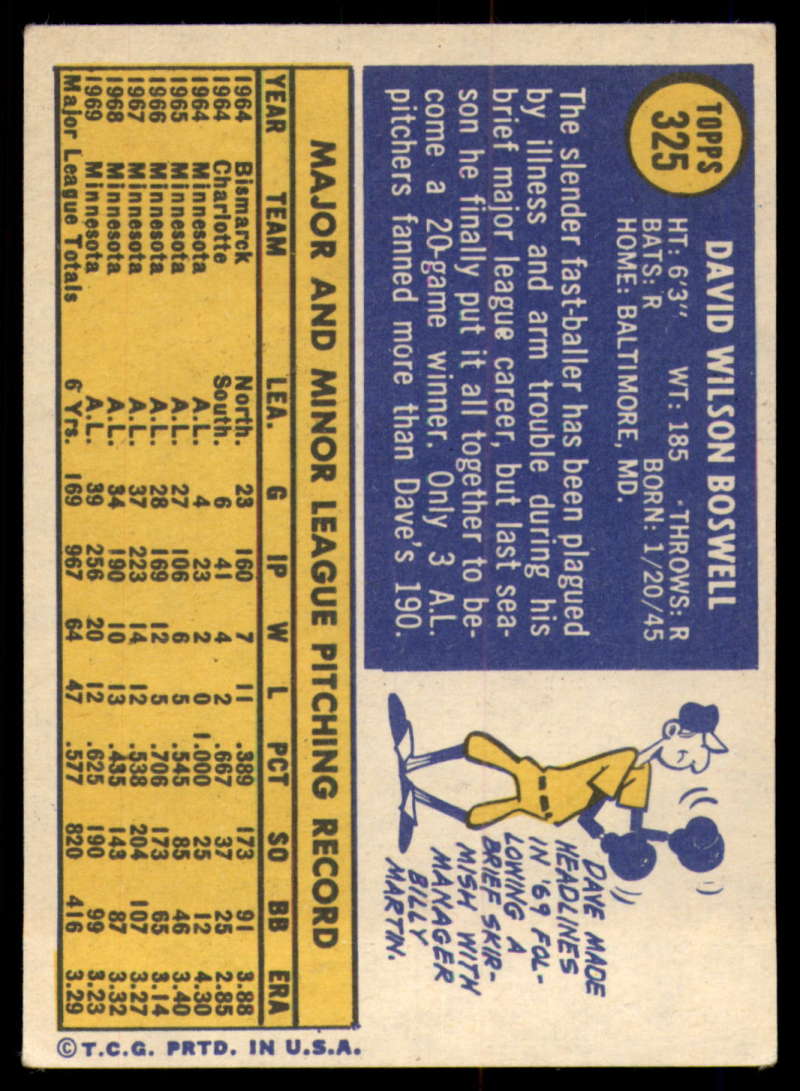 TOPPS
325
DAVID WILSON BOSWELL
HT: 6'3" WT: 185 THROWS: R
BATS: R BORN: 1/20/45
HOME: BALTIMORE, MD.
The slender fast-baller has been plagued
by illness and arm trouble during his
brief major league career, but last sea-
son he finally put it all together to be-
come a 20-game winner. Only 3 A.L.
pitchers fanned more than Dave's 190.
DAVE MADE
HEADLINES
IN '69 FOL-
LOWING A
BRIEF SKIR-
MISH WITH
MANAGER
BILLY
MARTIN.
MAJOR AND MINOR LEAGUE PITCHING RECORD
YEAR TEAM LEA. G IP W L PCT SO BB ERA
1964 Bismarck North. 23 160 7 11 .389 173 91 3.88
1964 Charlotte South. 6 41 4 2 .667 37 25 2.85
1964 Minnesota A.L. 4 23 2 0 1.000 25 12 4.30
1965 Minnesota A.L. 27 106 6 5 .545 85 46 3.40
1966 Minnesota A.L. 28 169 12 5 .706 173 65 3.14
1967 Minnesota A.L. 37 223 14 12 .538 204 107 3.27
1968 Minnesota A.L. 34 190 10 13 .435 143 87 3.32
1969 Minnesota A.L. 39 256 20 12 .625 190 99 3.23
Major League Totals 6 Yrs. 169 967 64 47 .577 820 416 3.29
© T.C.G. PRTD. IN U.S.A.